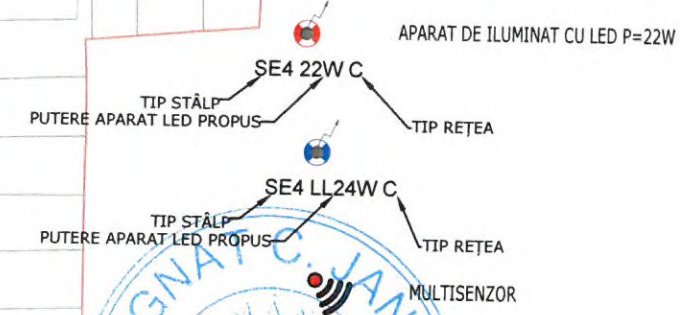 APARAT DE ILUMINAT CU LED P=22W
SE4 22W C
TIP STÂLP
PUTERE APARAT LED PROPUS
TIP REȚEA
SE4 LL24W C
TIP STÂLP
PUTERE APARAT LED PROPUS
TIP REȚEA
MULTISENZOR